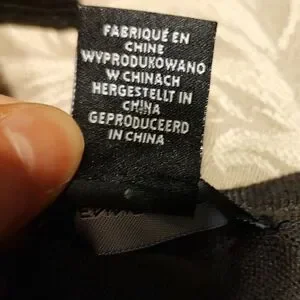 FABRIQUÉ EN
CHINE
WYPRODUKOWANO
W CHINACH
HERGESTELLT IN
CHINA
GEPRODUCEERD
IN CHINA